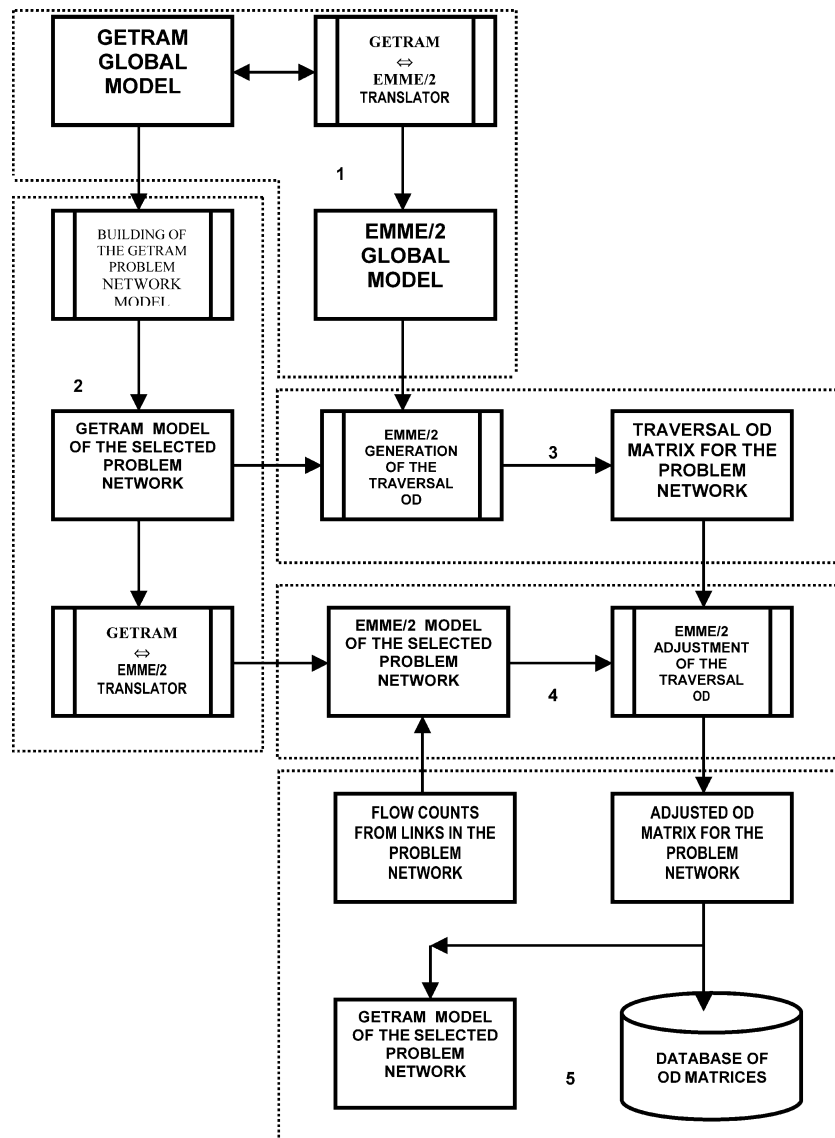 GETRAM
GLOBAL
MODEL
GETRAM
⇔
EMME/2
TRANSLATOR
1
BUILDING OF
THE GETRAM
PROBLEM
NETWORK
MODEL
EMME/2
GLOBAL
MODEL
2
GETRAM MODEL
OF THE SELECTED
PROBLEM
NETWORK
EMME/2
GENERATION
OF THE
TRAVERSAL
OD
3
TRAVERSAL OD
MATRIX FOR THE
PROBLEM
NETWORK
GETRAM
⇔
EMME/2
TRANSLATOR
EMME/2 MODEL
OF THE SELECTED
PROBLEM
NETWORK
4
EMME/2
ADJUSTMENT
OF THE
TRAVERSAL
OD
FLOW COUNTS
FROM LINKS IN THE
PROBLEM
NETWORK
ADJUSTED OD
MATRIX FOR THE
PROBLEM
NETWORK
GETRAM MODEL
OF THE SELECTED
PROBLEM
NETWORK
5
DATABASE OF
OD MATRICES